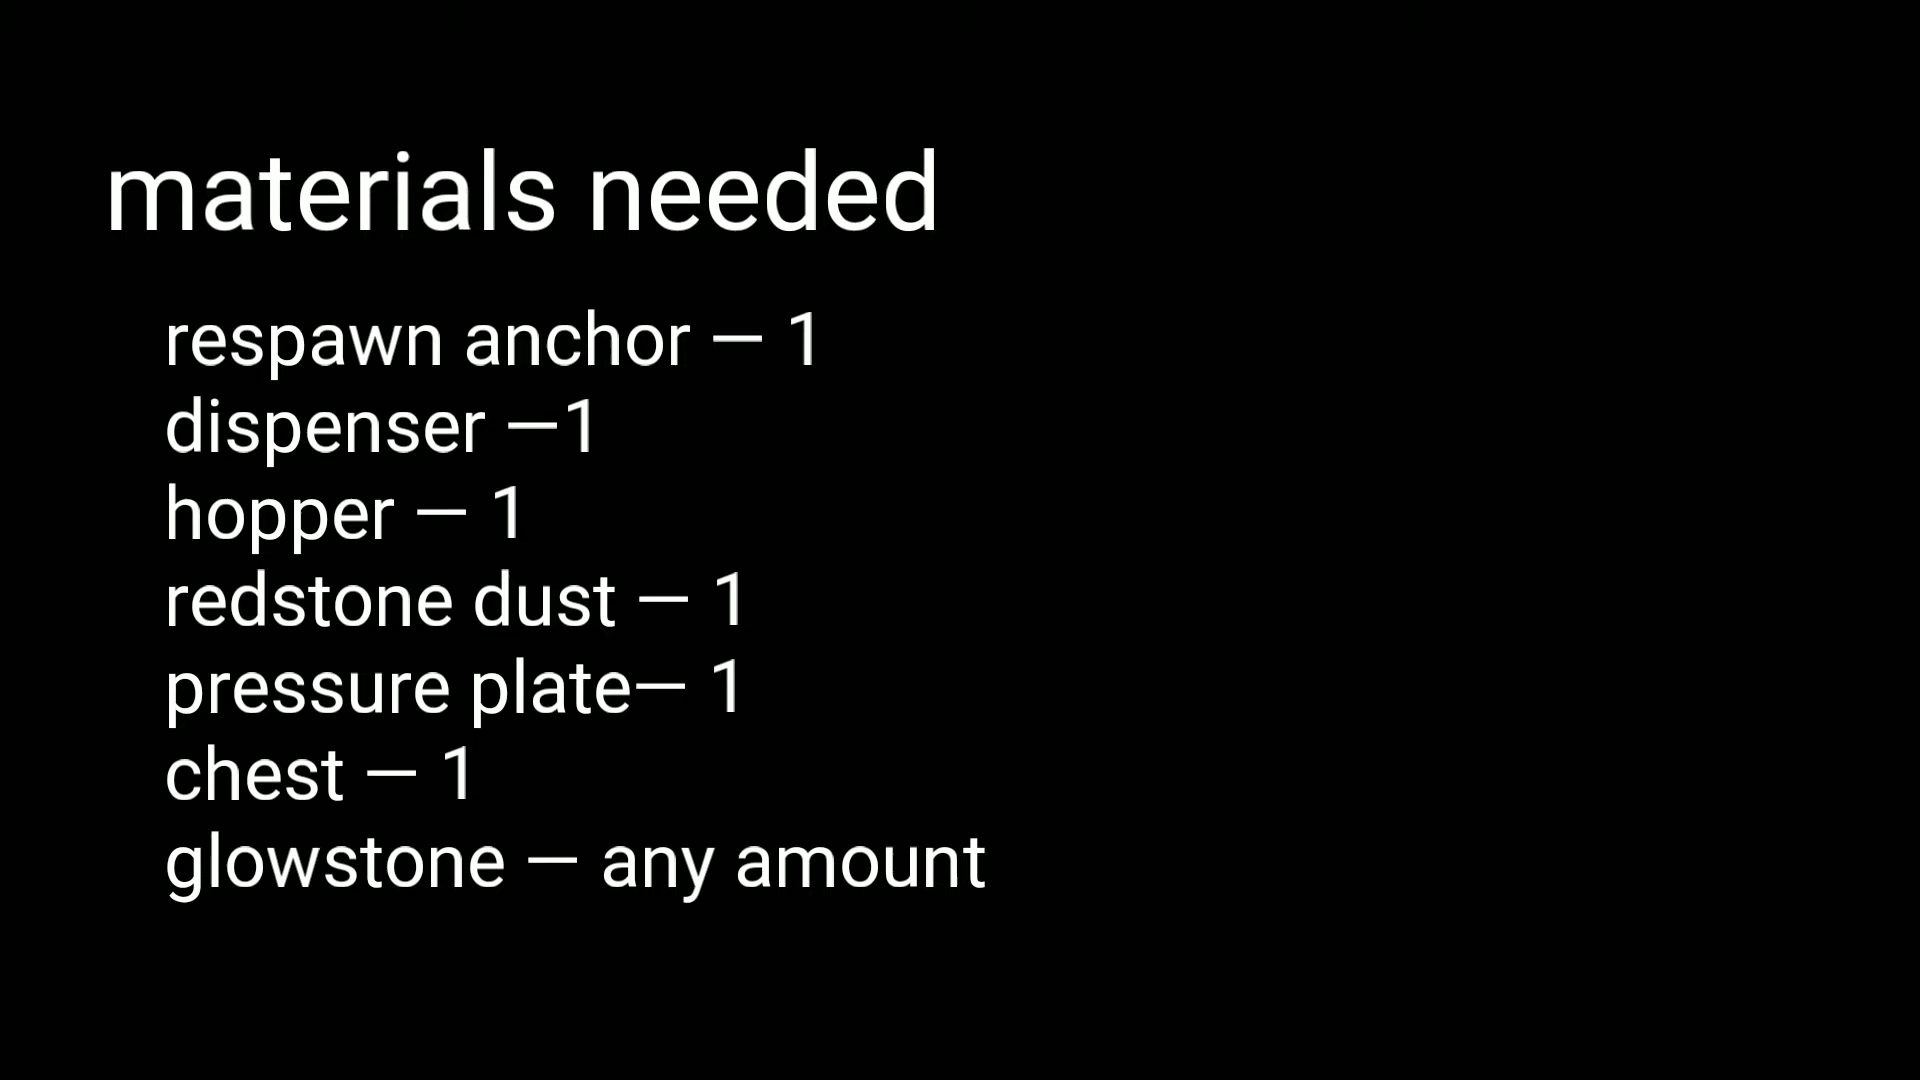 materials needed
respawn anchor — 1
dispenser —1
hopper — 1
redstone dust — 1
pressure plate— 1
chest — 1
glowstone — any amount